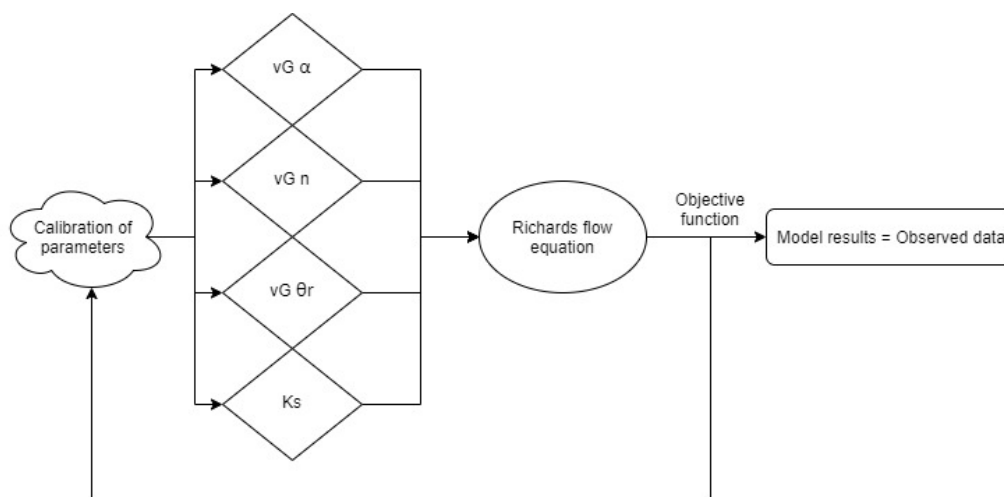 vG α
vG n
Calibration of
parameters
vG θr
Ks
Richards flow
equation
Objective
function
Model results = Observed data